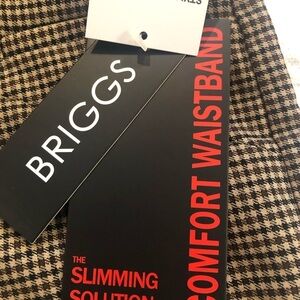 BRIGGS
COMFORT WAISTBAND
THE
SLIMMING
SOLUTION